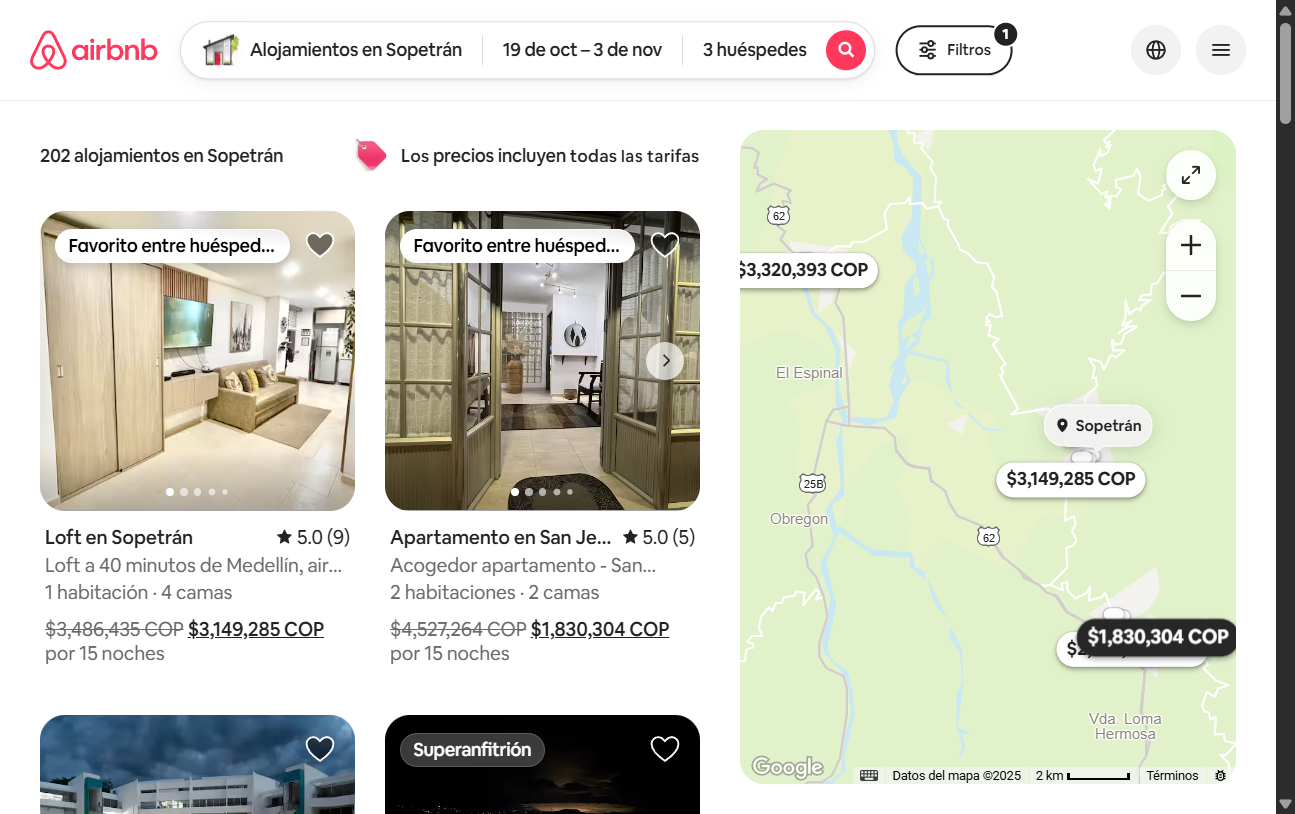 airbnb
Alojamientos en Sopetrán
19 de oct – 3 de nov
3 huéspedes
Filtros
1
202 alojamientos en Sopetrán
Los precios incluyen todas las tarifas
Favorito entre huésped...
Loft en Sopetrán
5.0 (9)
Loft a 40 minutos de Medellín, air...
1 habitación · 4 camas
$3,486,435 COP $3,149,285 COP
por 15 noches
Favorito entre huésped...
Apartamento en San Je...
5.0 (5)
Acogedor apartamento - San...
2 habitaciones · 2 camas
$4,527,264 COP $1,830,304 COP
por 15 noches
Superanfitrión
62
$3,320,393 COP
El Espinal
Sopetrán
$3,149,285 COP
25B
Obregon
62
$1,830,304 COP
Vda. Loma
Hermosa
Google
Datos del mapa ©2025
2 km
Términos